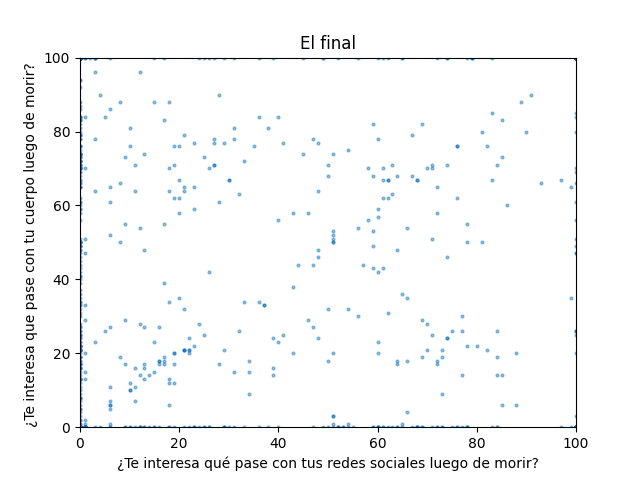 El final
¿Te interesa que pase con tu cuerpo luego de morir?
100
80
60
40
20
0
0 20 40 60 80 100
¿Te interesa qué pase con tus redes sociales luego de morir?